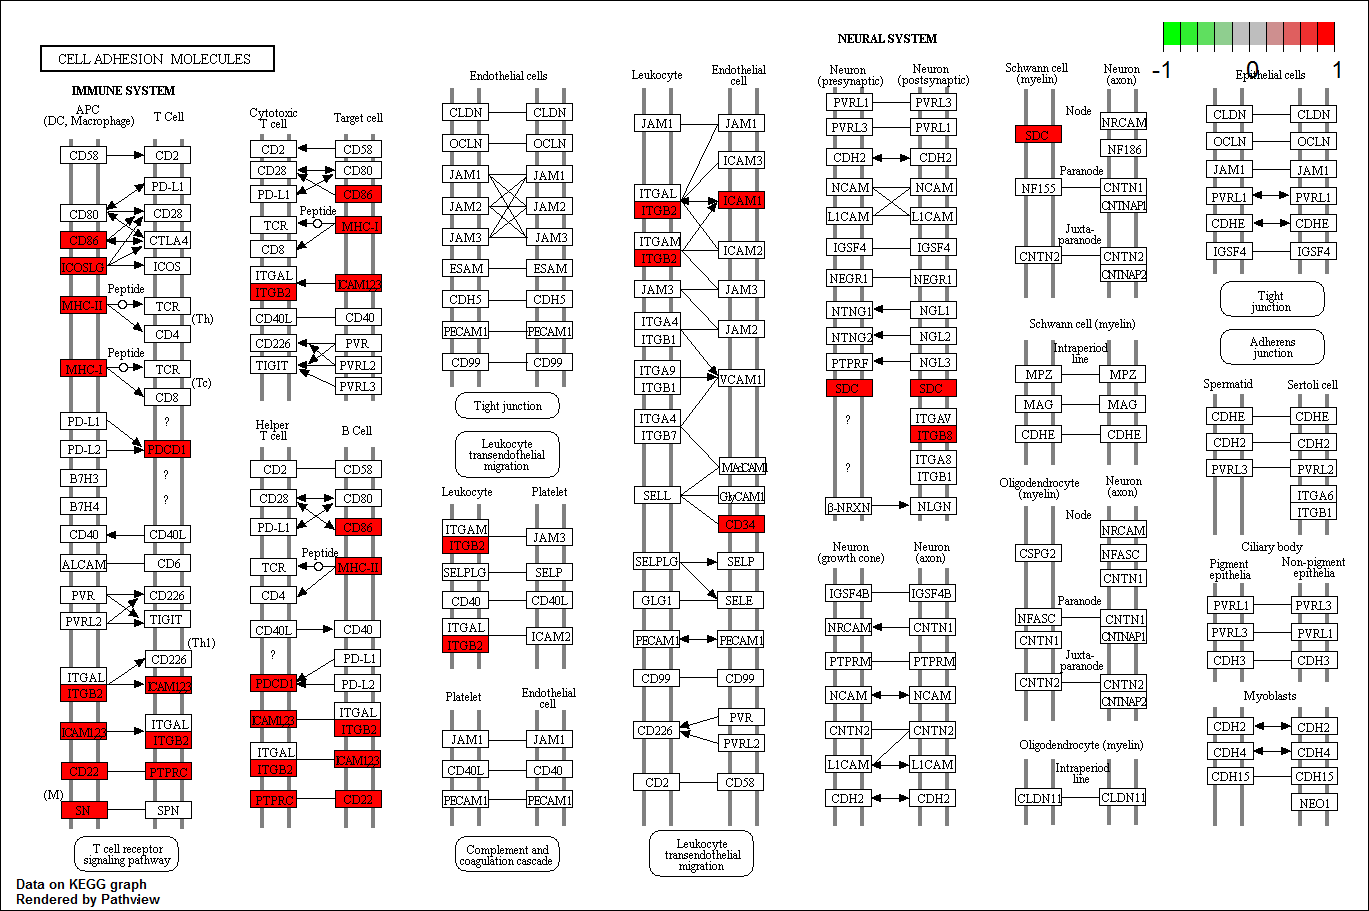 CELL ADHESION MOLECULES
IMMUNE SYSTEM
APC
(DC, Macrophage)
T Cell
CD58
CD2
PD-L1
CD80
CD28
CD86
CTLA4
ICOSLG
ICOS
Peptide
MHC-II
TCR
(Th)
CD4
Peptide
MHC-I
TCR
(Tc)
CD8
PD-L1
?
PD-L2
PDCD1
B7H3
?
B7H4
?
CD40
CD40L
ALCAM
CD6
PVR
CD226
PVRL2
TIGIT
(Th1)
CD226
ITGAL
ITGB2
ICAM1,2,3
ICAM1,2,3
ITGAL
ITGB2
CD22
PTPRC
(M)
SN
SPN
T cell receptor
signaling pathway
Cytotoxic
T cell
Target cell
CD2
CD58
CD28
CD80
PD-L1
CD86
Peptide
TCR
MHC-I
CD8
ITGAL
ITGB2
ICAM1,2,3
CD40L
CD40
CD226
PVR
TIGIT
PVRL2
PVRL3
Helper
T cell
B Cell
CD2
CD58
CD28
CD80
PD-L1
CD86
Peptide
TCR
MHC-II
CD4
CD40L
CD40
?
PD-L1
PDCD1
PD-L2
ICAM1,2,3
ITGAL
ITGB2
ITGAL
ITGB2
ICAM1,2,3
PTPRC
CD22
Endothelial cells
CLDN
CLDN
OCLN
OCLN
JAM1
JAM1
JAM2
JAM2
JAM3
JAM3
ESAM
ESAM
CDH5
CDH5
PECAM1
PECAM1
CD99
CD99
Tight junction
Leukocyte
transendothelial
migration
Leukocyte
Platelet
ITGAM
ITGB2
JAM3
SELPLG
SELP
CD40
CD40L
ITGAL
ITGB2
ICAM2
Platelet
Endothelial
cell
JAM1
JAM1
CD40L
CD40
PECAM1
PECAM1
Complement and
coagulation cascade
Leukocyte
Endothelial
cell
JAM1
JAM1
ICAM3
ITGAL
ITGB2
ICAM1
ITGAM
ITGB2
ICAM2
JAM3
JAM3
ITGA4
ITGB1
JAM2
ITGA9
ITGB1
VCAM1
ITGA4
ITGB7
MAdCAM1
SELL
GlyCAM1
CD34
SELPLG
SELP
GLG1
SELE
PECAM1
PECAM1
CD99
CD99
CD226
PVR
PVRL2
CD2
CD58
Leukocyte
transendothelial
migration
NEURAL SYSTEM
Neuron
(presynaptic)
Neuron
(postsynaptic)
PVRL1
PVRL3
PVRL3
PVRL1
CDH2
CDH2
NCAM
NCAM
L1CAM
L1CAM
IGSF4
IGSF4
NEGR1
NEGR1
NTNG1
NGL1
NTNG2
NGL2
PTPRF
NGL3
SDC
SDC
?
ITGAV
ITGB8
?
ITGA8
ITGB1
β-NRXN
NLGN
Neuron
(growth cone)
Neuron
(axon)
IGSF4B
IGSF4B
NRCAM
CNTN1
PTPRM
PTPRM
NCAM
NCAM
CNTN2
CNTN2
L1CAM
L1CAM
CDH2
CDH2
Schwann cell
(myelin)
Neuron
(axon)
Node
SDC
NRCAM
NF186
Paranode
NF155
CNTN1
CNTNAP1
Juxta-
paranode
CNTN2
CNTN2
CNTNAP2
Schwann cell (myelin)
Intraperiod
line
MPZ
MPZ
MAG
MAG
CDHE
CDHE
Oligodendrocyte
(myelin)
Neuron
(axon)
Node
NRCAM
CSPG2
NFASC
CNTN1
Paranode
NFASC
CNTN1
CNTN1
CNTNAP1
Juxta-
paranode
CNTN2
CNTN2
CNTNAP2
Oligodendrocyte (myelin)
Intraperiod
line
CLDN11
CLDN11
-1
0
1
Epithelial cells
CLDN
CLDN
OCLN
OCLN
JAM1
JAM1
PVRL1
PVRL1
CDHE
CDHE
IGSF4
IGSF4
Tight
junction
Adherens
junction
Spermatid
Sertoli cell
CDHE
CDHE
CDH2
CDH2
PVRL3
PVRL2
ITGA6
ITGB1
Ciliary body
Pigment
epithelia
Non-pigment
epithelia
PVRL1
PVRL3
PVRL3
PVRL1
CDH3
CDH3
Myoblasts
CDH2
CDH2
CDH4
CDH4
CDH15
CDH15
NEO1
Data on KEGG graph
Rendered by Pathview